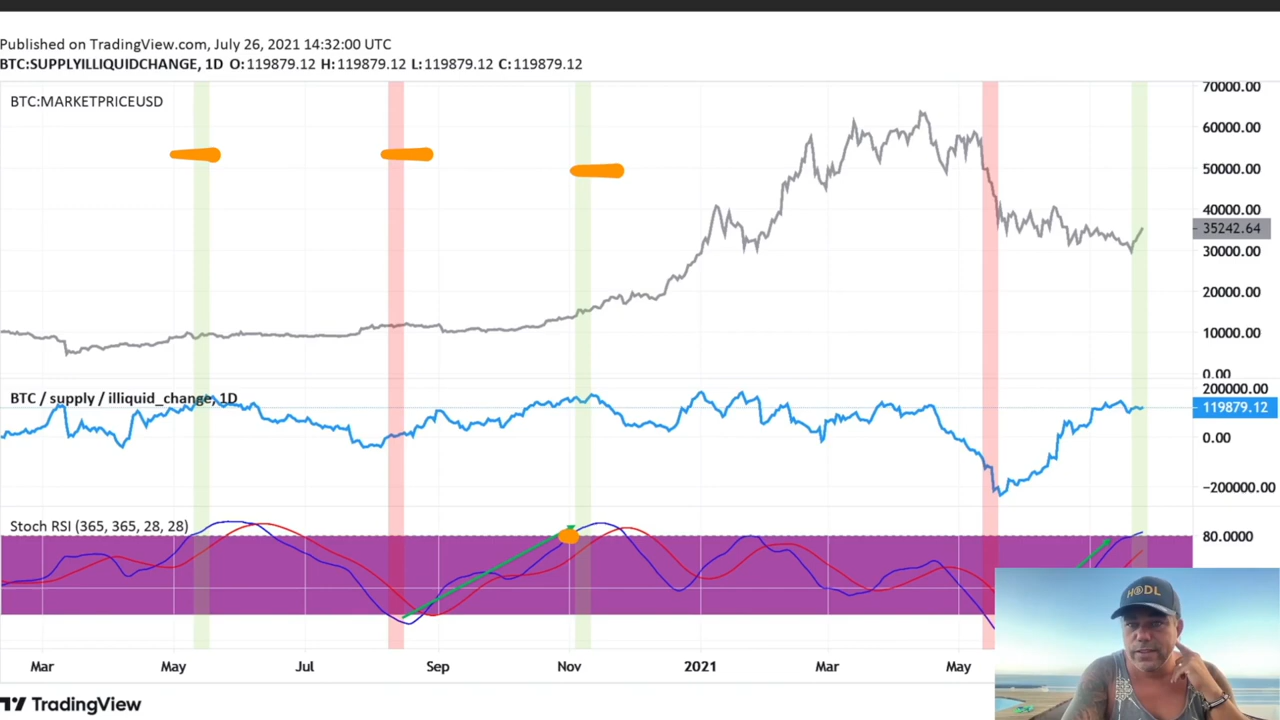 Published on TradingView.com, July 26, 2021 14:32:00 UTC
BTC:SUPPLYILLIQUIDCHANGE, 1D O:119879.12 H:119879.12 L:119879.12 C:119879.12
BTC:MARKETPRICEUSD
70000.00
60000.00
50000.00
40000.00
35242.64
30000.00
20000.00
10000.00
0.00
BTC / supply / illiquid_change, 1D
200000.00
119879.12
0.00
-200000.00
Stoch RSI (365, 365, 28, 28)
80.0000
HODL
Mar May Jul Sep Nov 2021 Mar May
TradingView